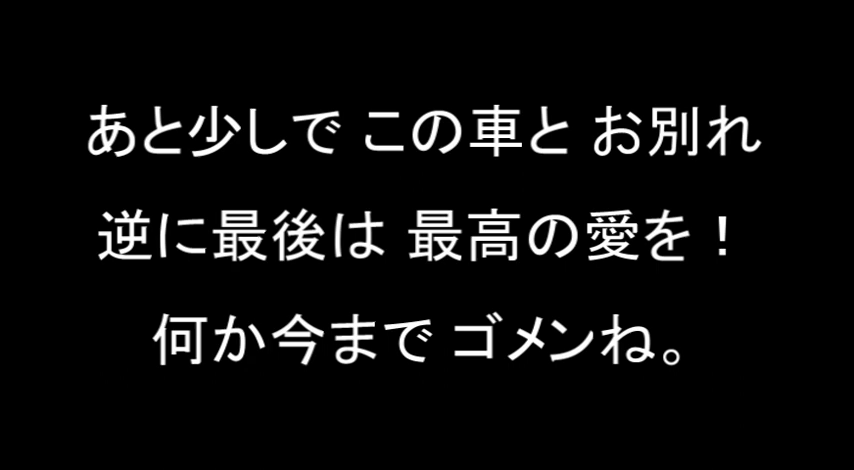 あと少しで この車と お別れ
逆に最後は 最高の愛を！
何か今まで ゴメンね。